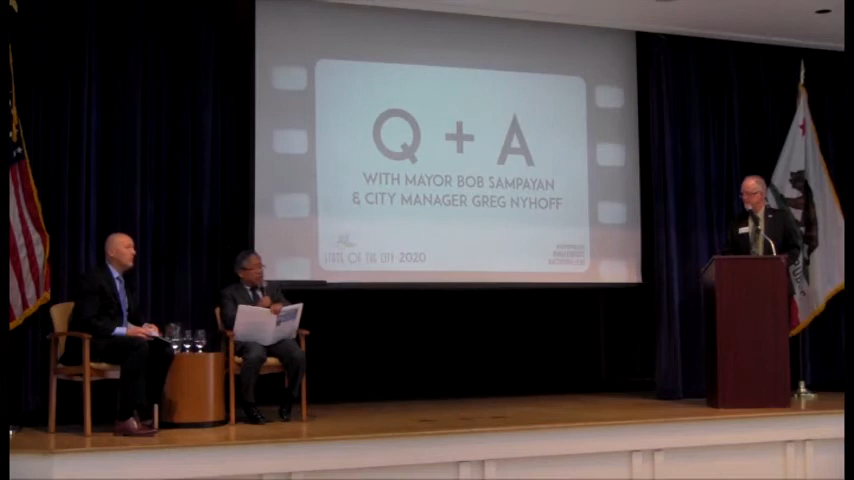 Q + A
WITH MAYOR BOB SAMPAYAN
& CITY MANAGER GREG NYHOFF
STATE OF THE CITY 2020